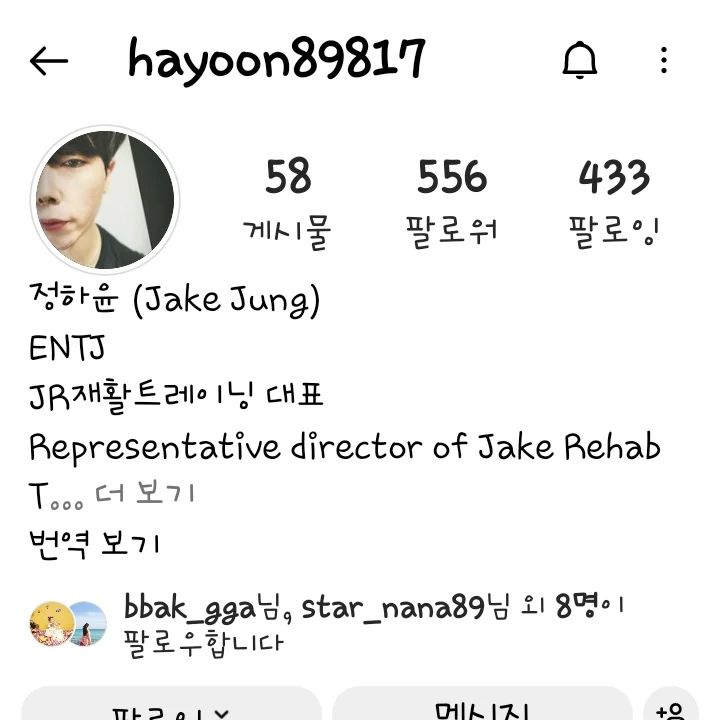 hayoon89817
58 556 433
게시물 팔로워 팔로잉
정하윤 (Jake Jung)
ENTJ
JR재활트레이닝 대표
Representative director of Jake Rehab
T... 더 보기
번역 보기
bbak_gga님, star_nana89님 외 8명이
팔로우합니다
팔로잉 메시지